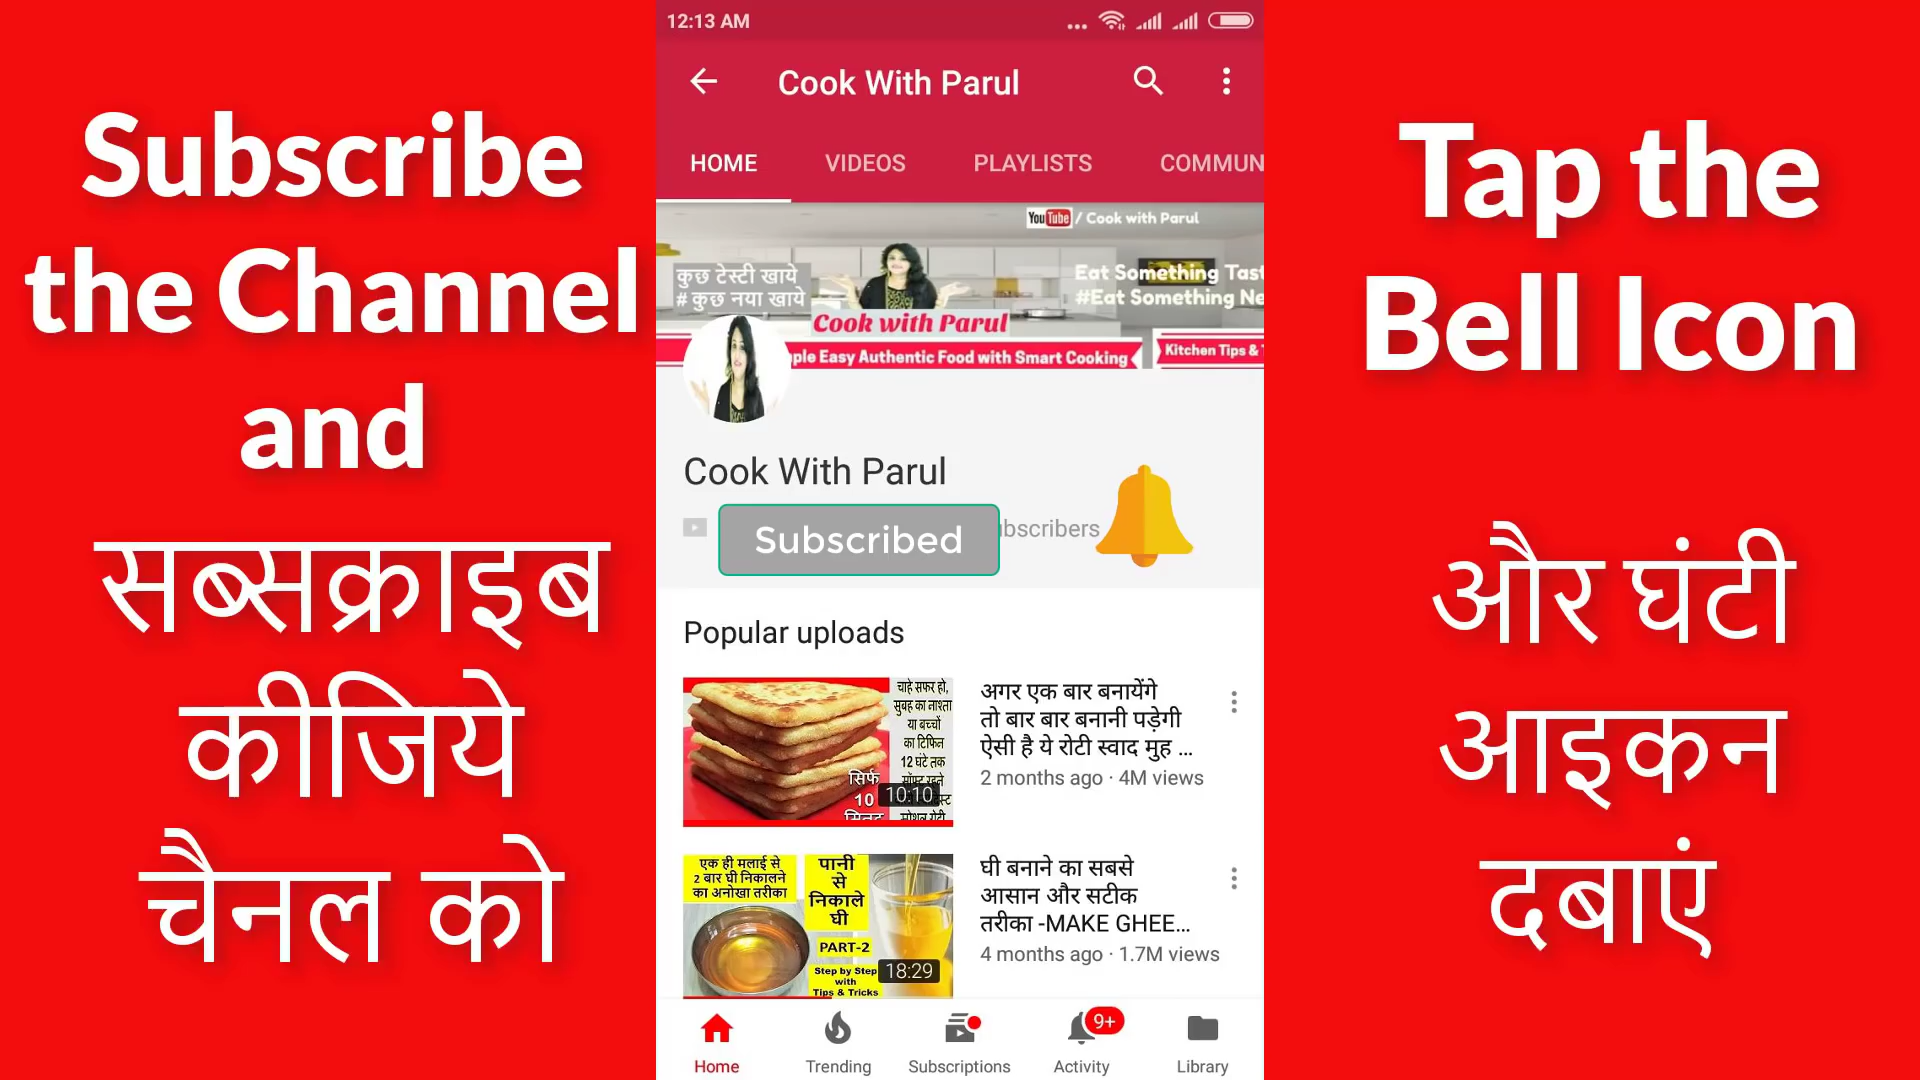 Subscribe
the Channel
and
सब्सक्राइब
कीजिये
चैनल को
12:13 AM
Cook With Parul
HOME VIDEOS PLAYLISTS COMMUN
YouTube / Cook with Parul
कुछ टेस्टी खाये
# कुछ नया खाये
Eat Something Tast
#Eat Something Ne
Cook with Parul
ple Easy Authentic Food with Smart Cooking
Kitchen Tips &
Cook With Parul
Subscribed
bscribers
Popular uploads
चाहे सफर हो,
सुबह का नाश्ता
या बच्चों
का टिफिन
12 घंटे तक
सॉफ्ट रहते
सिर्फ
10
मिनट
10:10
अगर एक बार बनायेंगे
तो बार बार बनानी पड़ेगी
ऐसी है ये रोटी स्वाद मुह ...
2 months ago · 4M views
एक ही मलाई से
2 बार घी निकालने
का अनोखा तरीका
पानी
से
निकाले
घी
PART-2
Step by Step
with
Tips & Tricks
18:29
घी बनाने का सबसे
आसान और सटीक
तरीका -MAKE GHEE...
4 months ago · 1.7M views
9+
Home Trending Subscriptions Activity Library
Tap the
Bell Icon
और घंटी
आइकन
दबाएं